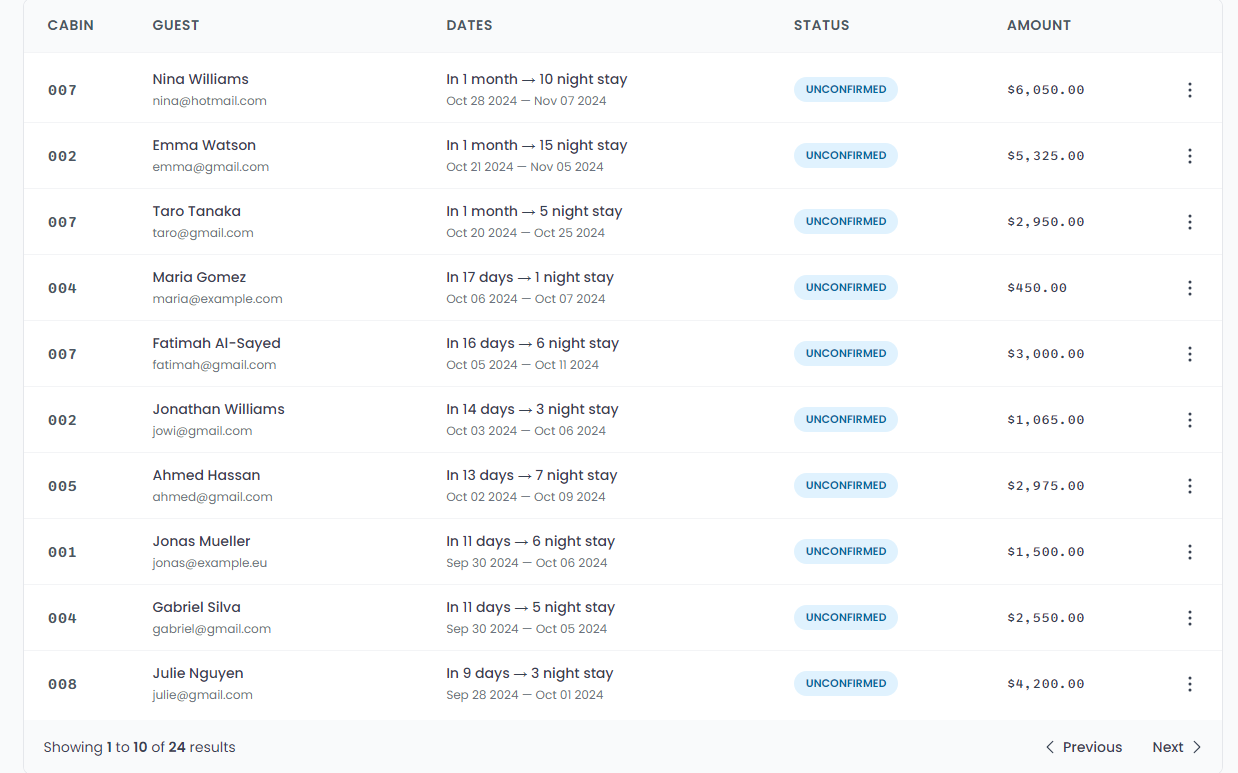 CABIN GUEST DATES STATUS AMOUNT
Nina Williams In 1 month → 10 night stay
007 UNCONFIRMED $6,050.00
nina@hotmail.com Oct 28 2024 — Nov 07 2024
Emma Watson In 1 month → 15 night stay
002 UNCONFIRMED $5,325.00
emma@gmail.com Oct 21 2024 — Nov 05 2024
Taro Tanaka In 1 month → 5 night stay
007 UNCONFIRMED $2,950.00
taro@gmail.com Oct 20 2024 — Oct 25 2024
Maria Gomez In 17 days → 1 night stay
004 UNCONFIRMED $450.00
maria@example.com Oct 06 2024 — Oct 07 2024
Fatimah Al-Sayed In 16 days → 6 night stay
007 UNCONFIRMED $3,000.00
fatimah@gmail.com Oct 05 2024 — Oct 11 2024
Jonathan Williams In 14 days → 3 night stay
002 UNCONFIRMED $1,065.00
jowi@gmail.com Oct 03 2024 — Oct 06 2024
Ahmed Hassan In 13 days → 7 night stay
005 UNCONFIRMED $2,975.00
ahmed@gmail.com Oct 02 2024 — Oct 09 2024
Jonas Mueller In 11 days → 6 night stay
001 UNCONFIRMED $1,500.00
jonas@example.eu Sep 30 2024 — Oct 06 2024
Gabriel Silva In 11 days → 5 night stay
004 UNCONFIRMED $2,550.00
gabriel@gmail.com Sep 30 2024 — Oct 05 2024
Julie Nguyen In 9 days → 3 night stay
008 UNCONFIRMED $4,200.00
julie@gmail.com Sep 28 2024 — Oct 01 2024
Showing 1 to 10 of 24 results Previous Next